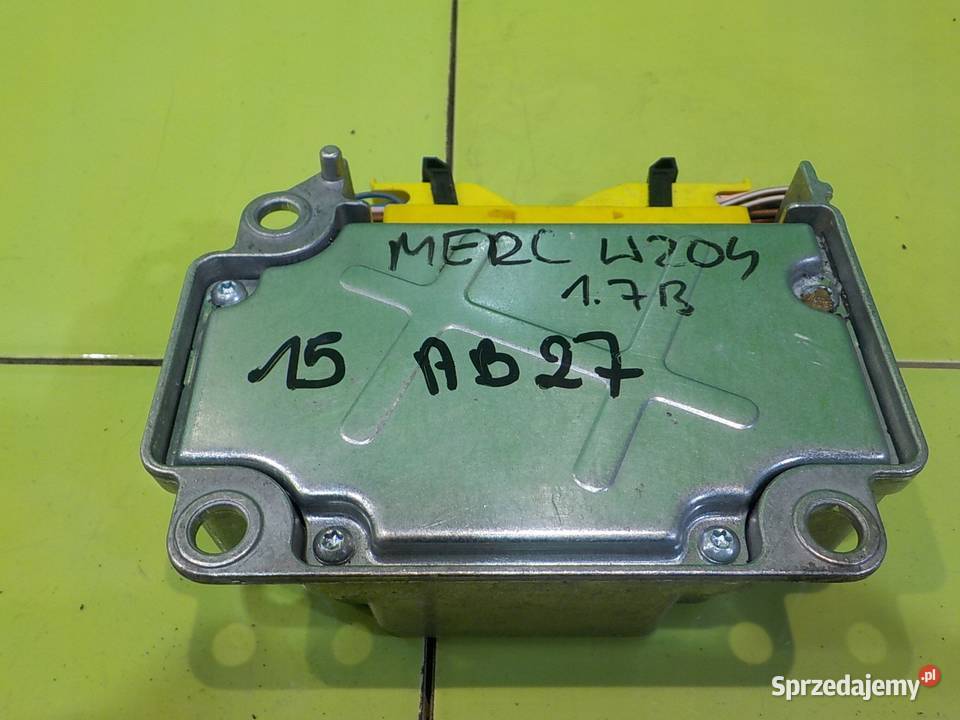 MERC W204
1.7B
15 AB27
Sprzedajemy.pl